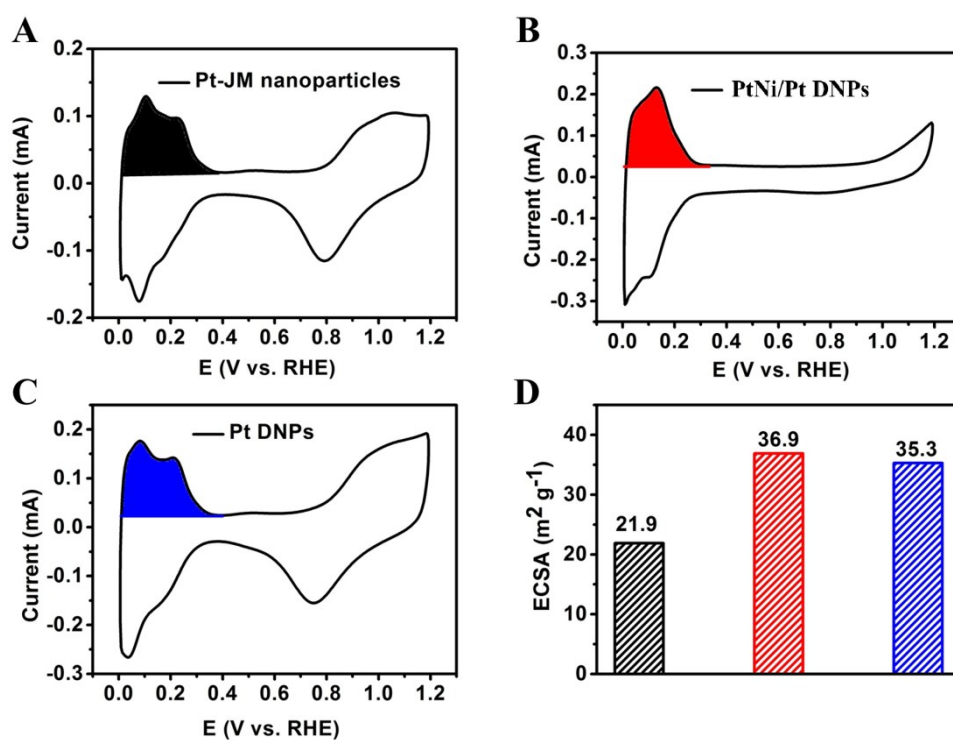 A
Pt-JM nanoparticles
0.2
0.1
0.0
-0.1
-0.2
Current (mA)
0.0 0.2 0.4 0.6 0.8 1.0 1.2
E (V vs. RHE)
B
PtNi/Pt DNPs
0.3
0.2
0.1
0.0
-0.1
-0.2
-0.3
Current (mA)
0.0 0.2 0.4 0.6 0.8 1.0 1.2
E (V vs. RHE)
C
Pt DNPs
0.2
0.1
0.0
-0.1
-0.2
-0.3
Current (mA)
0.0 0.2 0.4 0.6 0.8 1.0 1.2
E (V vs. RHE)
D
40
30
20
10
0
ECSA (m² g⁻¹)
21.9
36.9
35.3